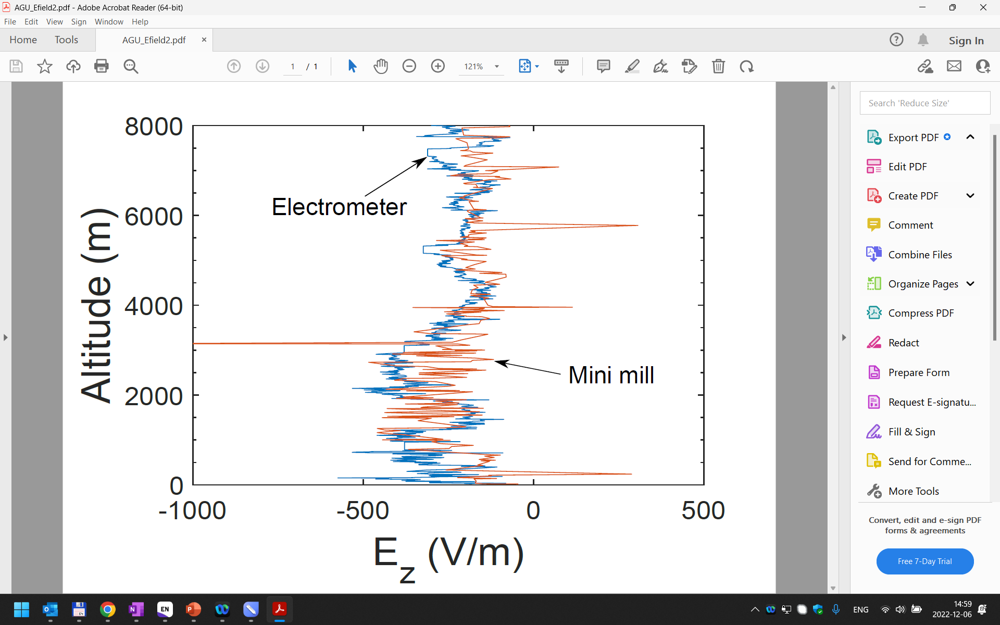 AGU_Efield2.pdf - Adobe Acrobat Reader (64-bit)
File Edit View Sign Window Help
Home Tools AGU_Efield2.pdf Sign In
1 / 1 121%
Search 'Reduce Size'
Export PDF
Edit PDF
Create PDF
Comment
Combine Files
Organize Pages
Compress PDF
Redact
Prepare Form
Request E-signatu...
Fill & Sign
Send for Comme...
More Tools
Convert, edit and e-sign PDF
forms & agreements
Free 7-Day Trial
8000
6000
4000
2000
0
Altitude (m)
Electrometer
Mini mill
-1000 -500 0 500
Ez (V/m)
EN
ENG
14:59
2022-12-06